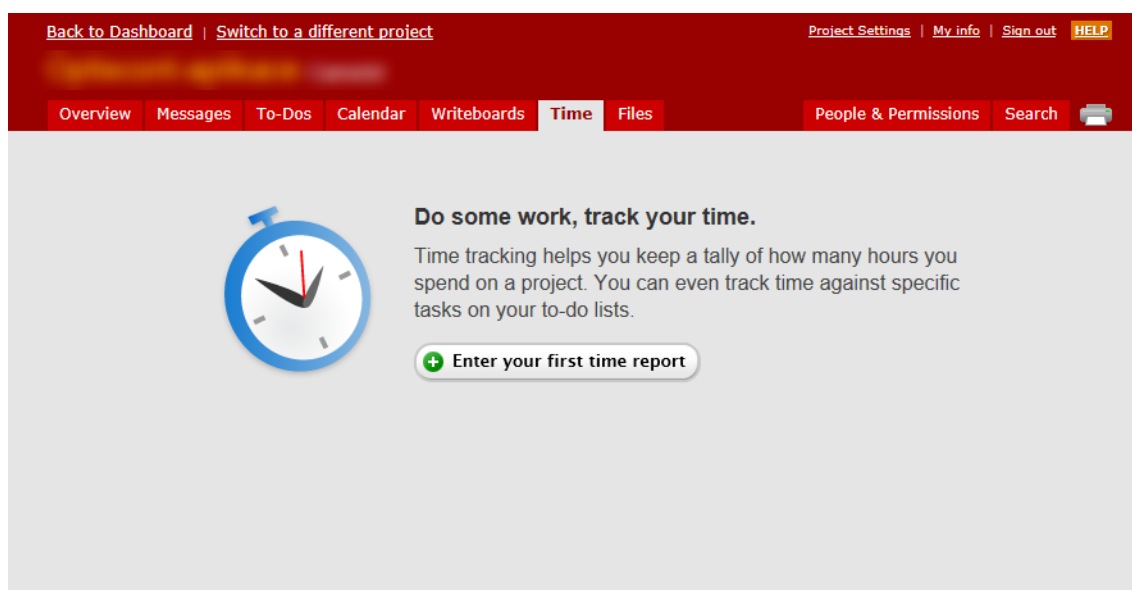 Back to Dashboard | Switch to a different project
Project Settings | My info | Sign out HELP
Overview Messages To-Dos Calendar Writeboards Time Files People & Permissions Search
Do some work, track your time.
Time tracking helps you keep a tally of how many hours you
spend on a project. You can even track time against specific
tasks on your to-do lists.
Enter your first time report